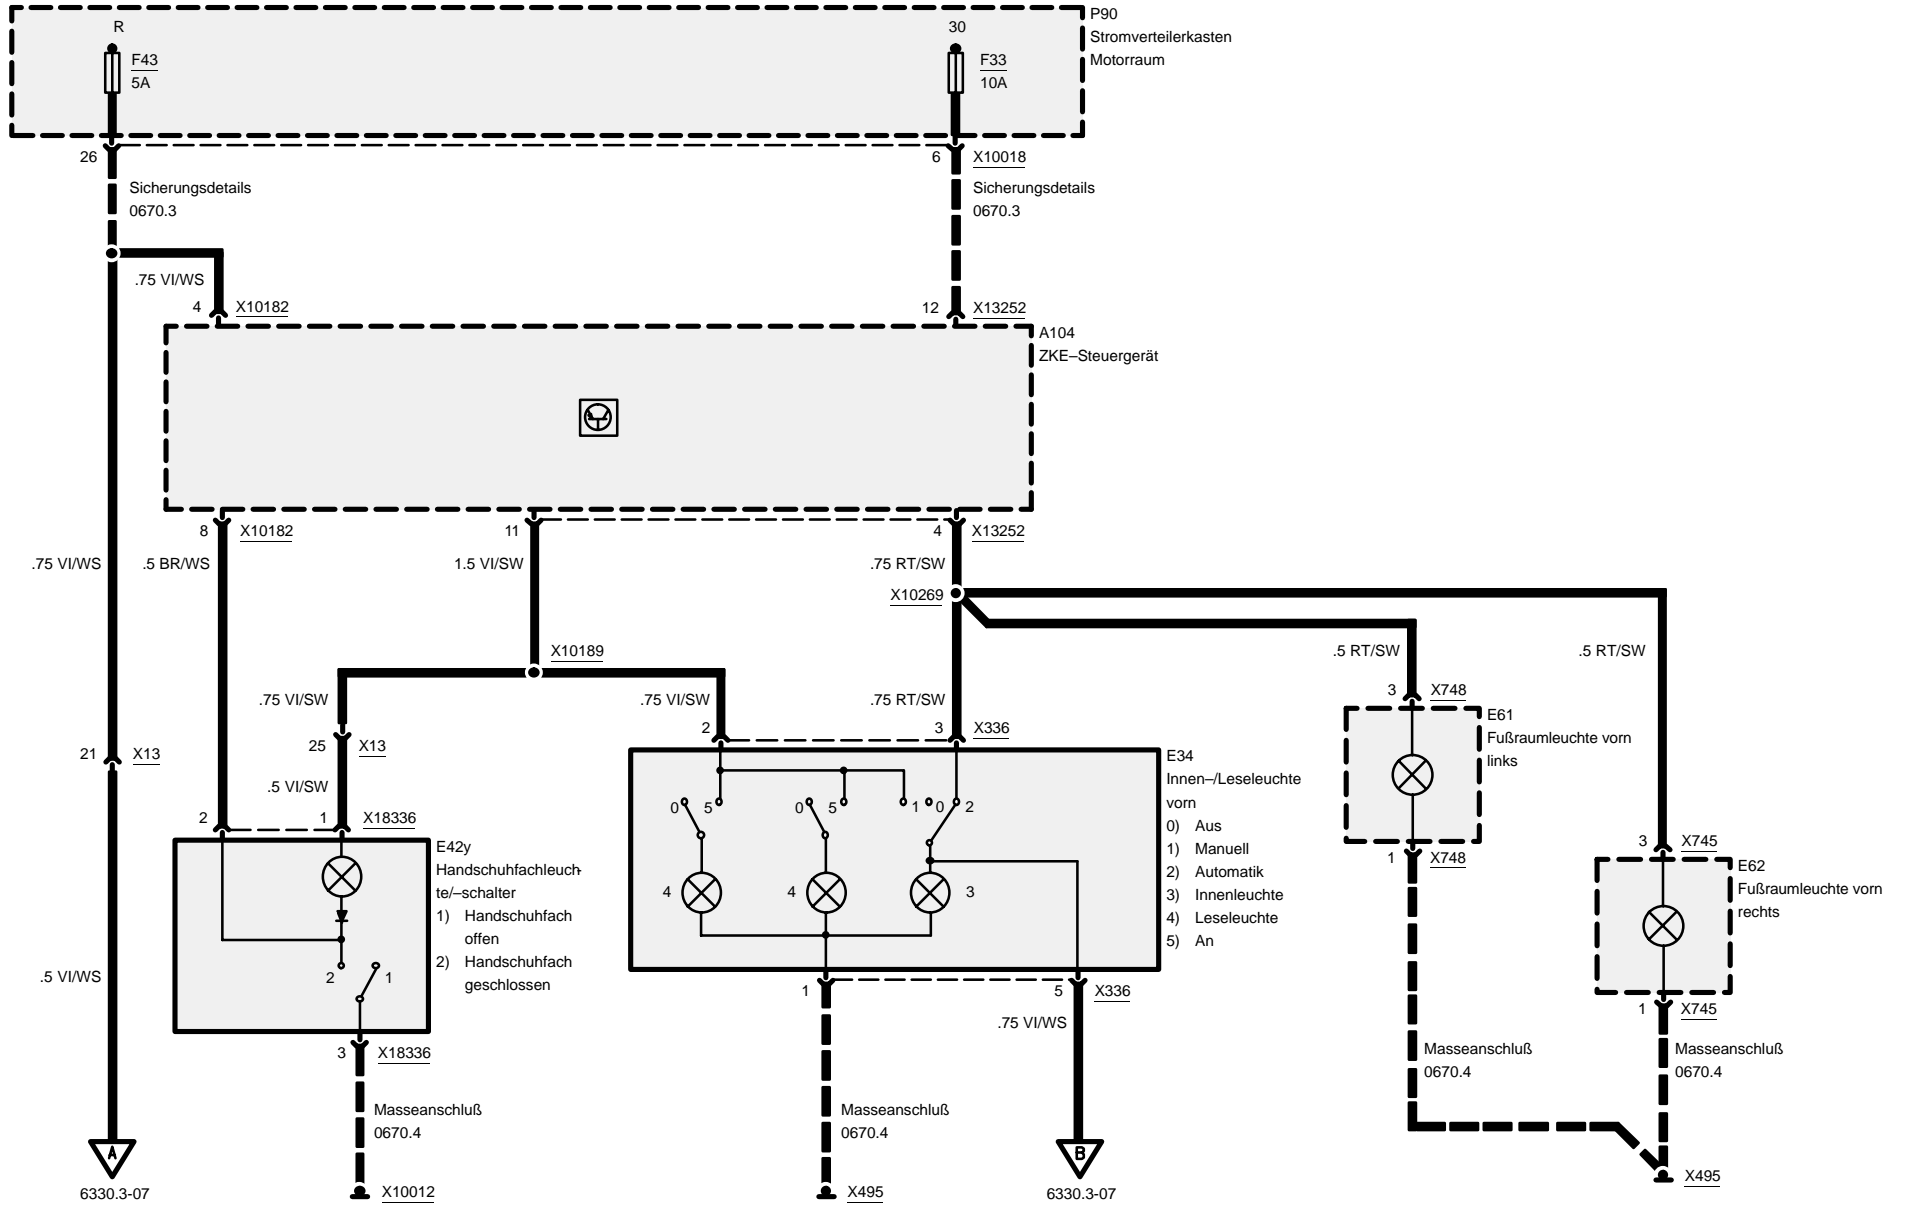 R
30
P90
Stromverteilerkasten
Motorraum
F43
5A
F33
10A
26
6
X10018
Sicherungsdetails
0670.3
Sicherungsdetails
0670.3
.75 VI/WS
4
X10182
12
X13252
A104
ZKE–Steuergerät
8
X10182
11
4
X13252
.75 VI/WS
.5 BR/WS
1.5 VI/SW
.75 RT/SW
X10269
X10189
.5 RT/SW
.5 RT/SW
.75 VI/SW
.75 VI/SW
.75 RT/SW
3
X748
2
3
X336
21
X13
25
X13
E61
Fußraumleuchte vorn
links
E34
Innen–/Leseleuchte
vorn
0) Aus
1) Manuell
2) Automatik
3) Innenleuchte
4) Leseleuchte
5) An
.5 VI/SW
0
5
0
5
1
0
2
2
1
X18336
E42y
Handschuhfachleuch-
te/–schalter
1) Handschuhfach
offen
2) Handschuhfach
geschlossen
1
X748
3
X745
E62
Fußraumleuchte vorn
rechts
4
4
3
2
1
.5 VI/WS
1
5
X336
1
X745
.75 VI/WS
3
X18336
Masseanschluß
0670.4
Masseanschluß
0670.4
Masseanschluß
0670.4
Masseanschluß
0670.4
A
B
6330.3-07
X10012
X495
6330.3-07
X495